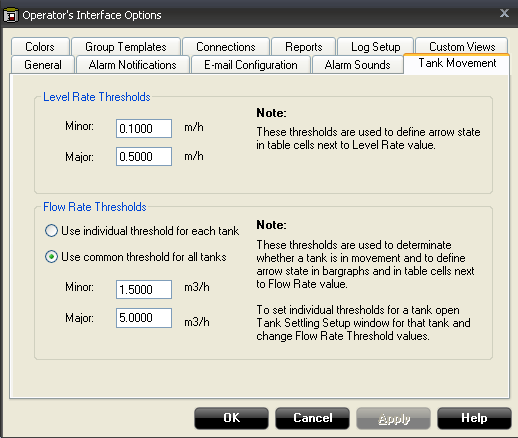 Operator's Interface Options
Colors
Group Templates
Connections
Reports
Log Setup
Custom Views
General
Alarm Notifications
E-mail Configuration
Alarm Sounds
Tank Movement
Level Rate Thresholds
Minor: 0.1000 m/h
Major: 0.5000 m/h
Note:
These thresholds are used to define arrow state
in table cells next to Level Rate value.
Flow Rate Thresholds
Use individual threshold for each tank
Use common threshold for all tanks
Minor: 1.5000 m3/h
Major: 5.0000 m3/h
Note:
These thresholds are used to determinate
whether a tank is in movement and to define
arrow state in bargraphs and in table cells next
to Flow Rate value.
To set individual thresholds for a tank open
Tank Settling Setup window for that tank and
change Flow Rate Threshold values.
OK
Cancel
Apply
Help